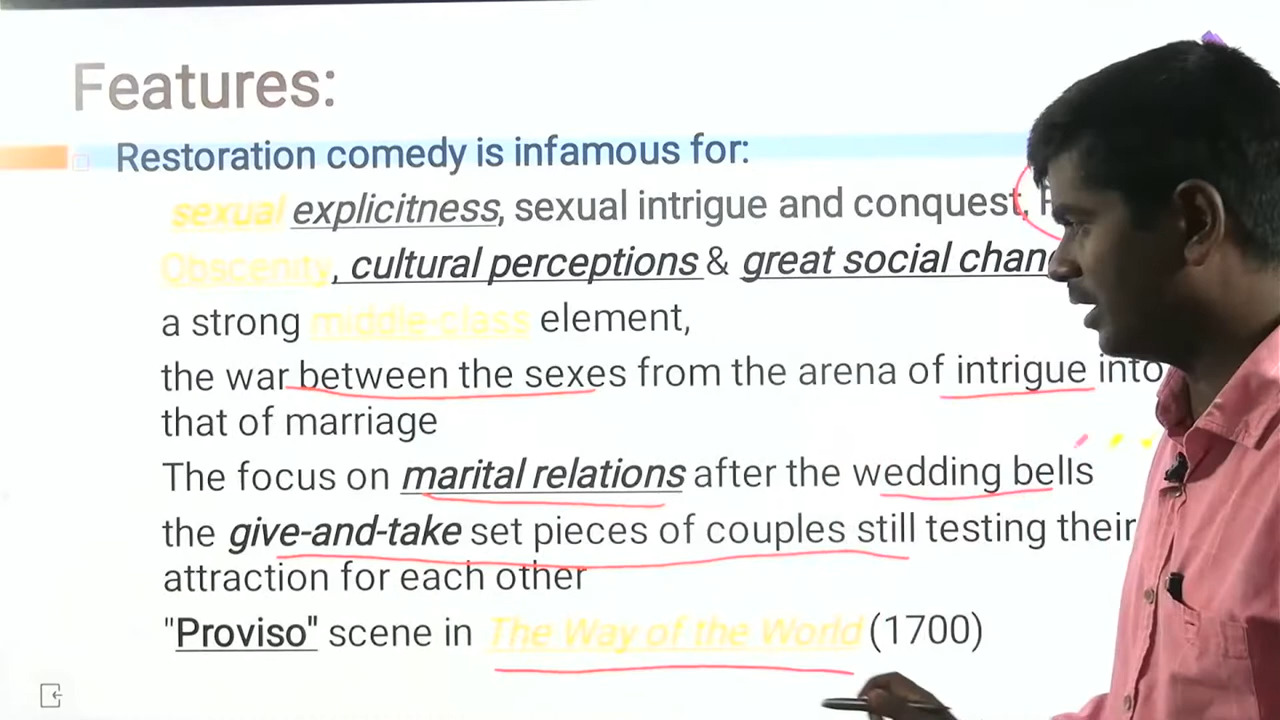 Features:
Restoration comedy is infamous for:
sexual explicitness, sexual intrigue and conquest,
Obscenity, cultural perceptions & great social
a strong middle-class element,
the war between the sexes from the arena of intrigue into
that of marriage
The focus on marital relations after the wedding bells
the give-and-take set pieces of couples still testing their
attraction for each other
"Proviso" scene in The Way of the World (1700)